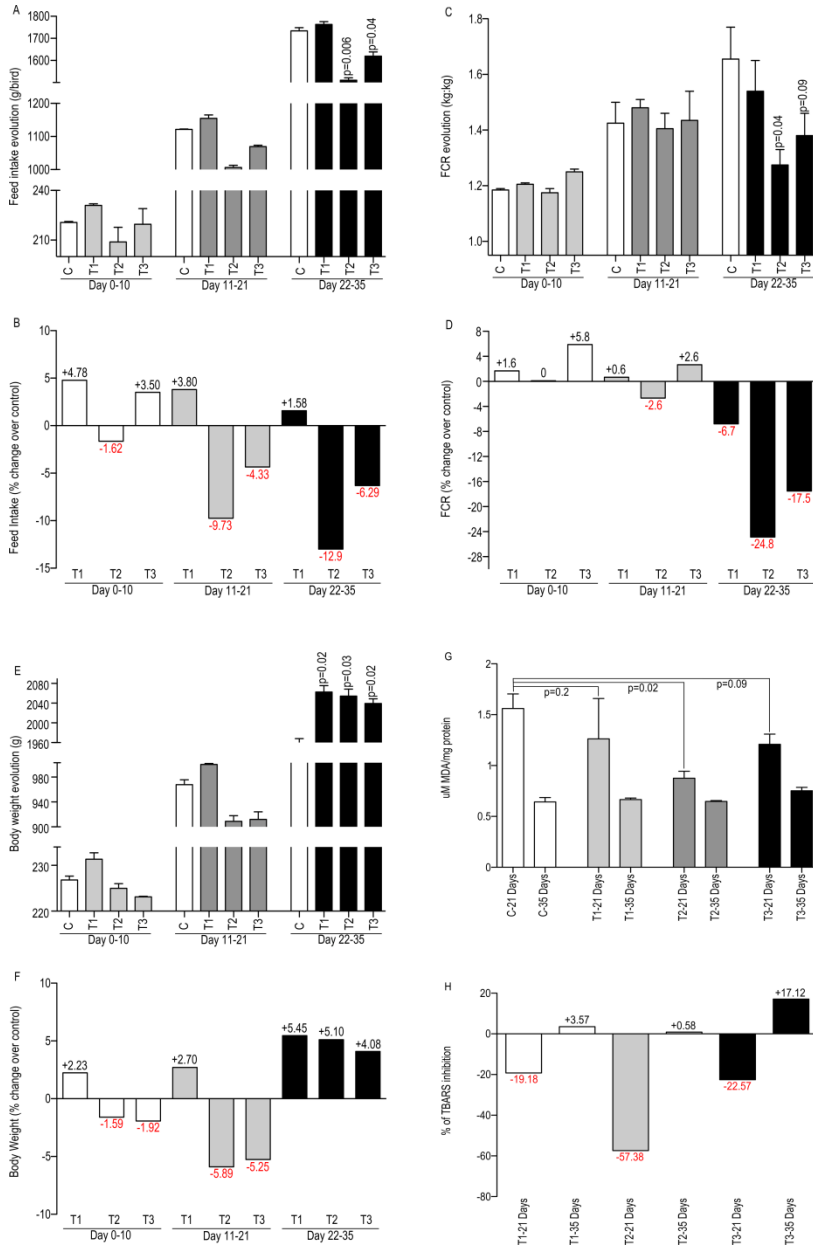 A
Feed intake evolution (g/bird)
1800
1700
1600
1200
1100
1000
240
210
p=0.006
p=0.04
C T1 T2 T3 C T1 T2 T3 C T1 T2 T3
Day 0-10 Day 11-21 Day 22-35
C
FCR evolution (kg:kg)
1.8
1.6
1.4
1.2
1.0
p=0.04
p=0.09
C T1 T2 T3 C T1 T2 T3 C T1 T2 T3
Day 0-10 Day 11-21 Day 22-35
B
Feed Intake (% change over control)
10
5
0
-5
-10
-15
+4.78 -1.62 +3.50 +3.80 -9.73 -4.33 +1.58 -12.9 -6.29
T1 T2 T3 T1 T2 T3 T1 T2 T3
Day 0-10 Day 11-21 Day 22-35
D
FCR (% change over control)
8
4
0
-4
-8
-12
-16
-20
-24
-28
+1.6 0 +5.8 +0.6 -2.6 +2.6 -6.7 -24.8 -17.5
T1 T2 T3 T1 T2 T3 T1 T2 T3
Day 0-10 Day 11-21 Day 22-35
E
Body weight evolution (g)
2080
2040
2000
1960
980
940
900
230
220
p=0.02
p=0.03
p=0.02
C T1 T2 T3 C T1 T2 T3 C T1 T2 T3
Day 0-10 Day 11-21 Day 22-35
G
uM MDA/mg protein
2
1.5
1
0.5
0
p=0.2 p=0.02 p=0.09
C-21 Days
C-35 Days
T1-21 Days
T1-35 Days
T2-21 Days
T2-35 Days
T3-21 Days
T3-35 Days
F
Body Weight (% change over control)
10
5
0
-5
-10
+2.23 -1.59 -1.92 +2.70 -5.89 -5.25 +5.45 +5.10 +4.08
T1 T2 T3 T1 T2 T3 T1 T2 T3
Day 0-10 Day 11-21 Day 22-35
H
% of TBARS inhibition
20
0
-20
-40
-60
-80
-19.18 +3.57 -57.38 +0.58 -22.57 +17.12
T1-21 Days
T1-35 Days
T2-21 Days
T2-35 Days
T3-21 Days
T3-35 Days